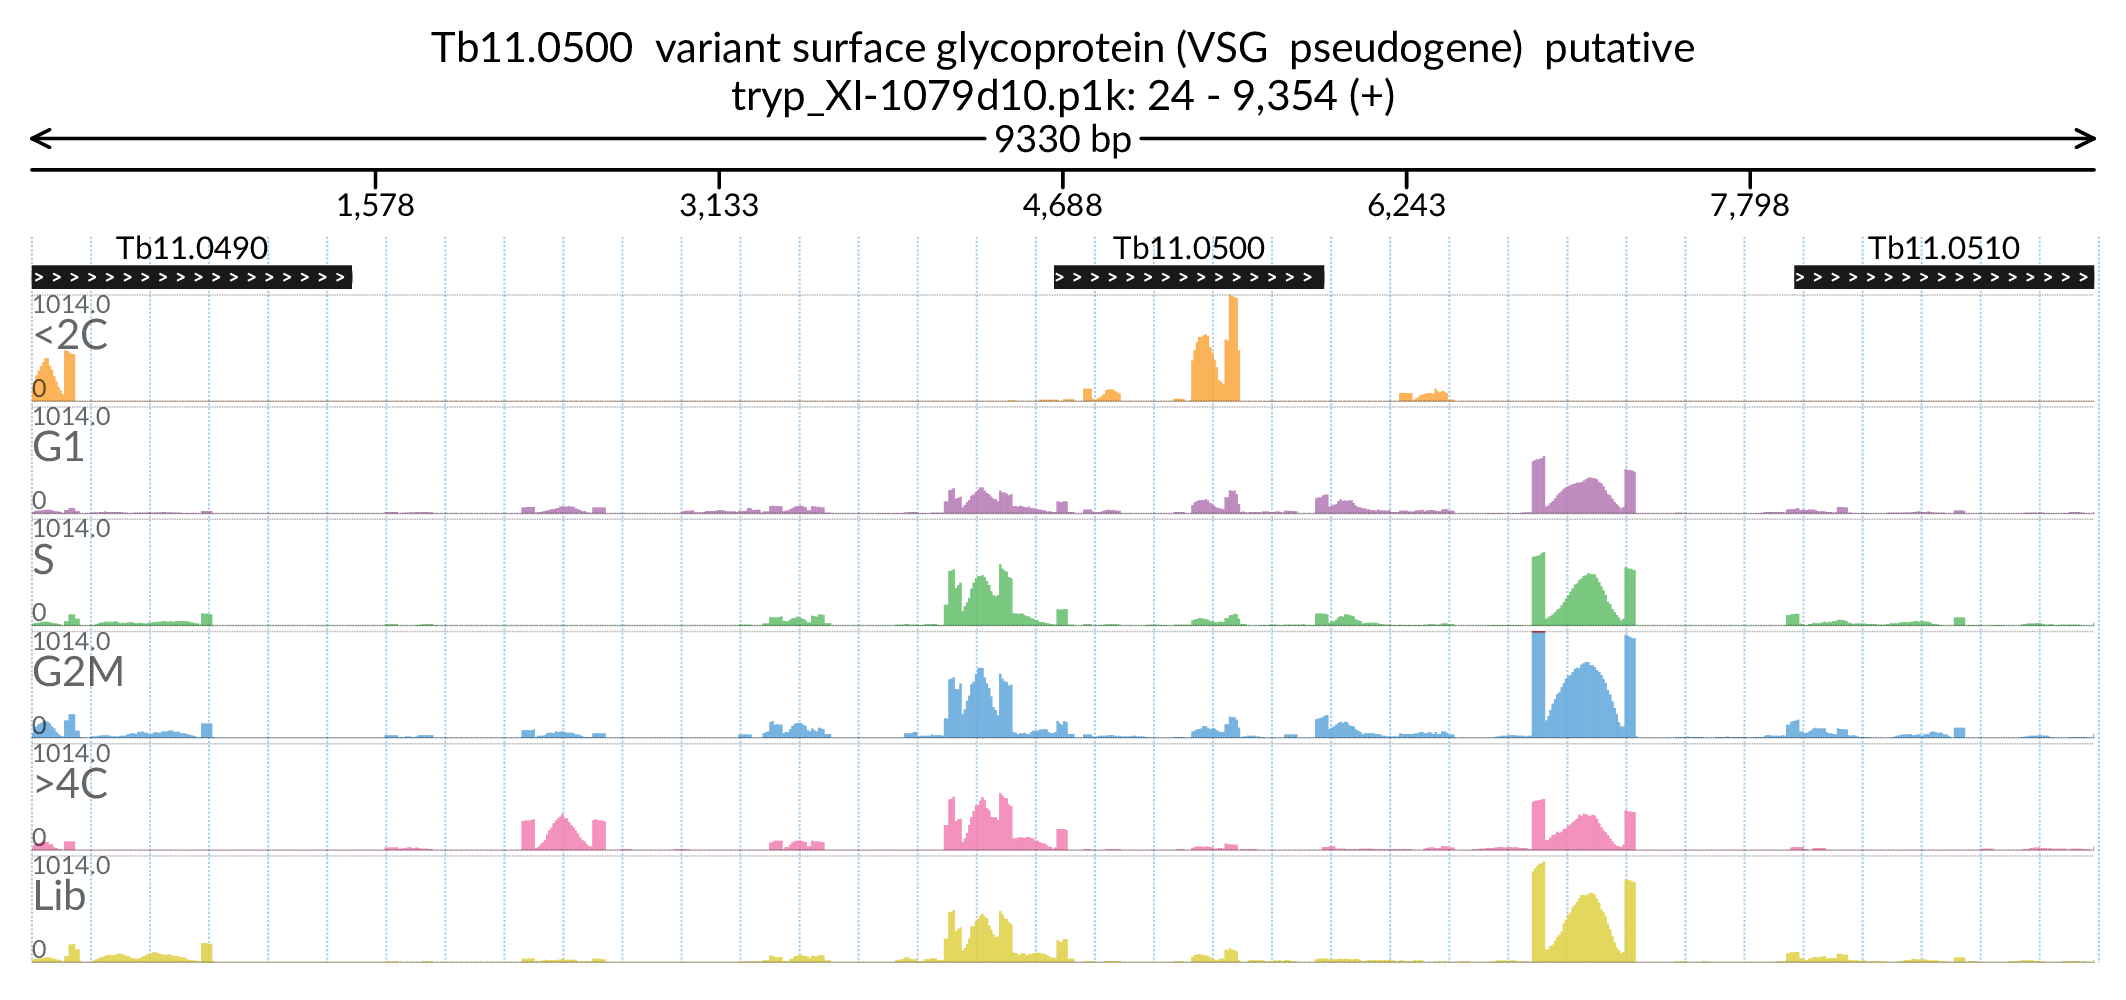 Tb11.0500 variant surface glycoprotein (VSG pseudogene) putative
tryp_XI-1079d10.p1k: 24 - 9,354 (+)
9330 bp
1,578 3,133 4,688 6,243 7,798
Tb11.0490 Tb11.0500 Tb11.0510
1014.0
<2C
0
1014.0
G1
0
1014.0
S
0
1014.0
G2M
0
1014.0
>4C
0
1014.0
Lib
0